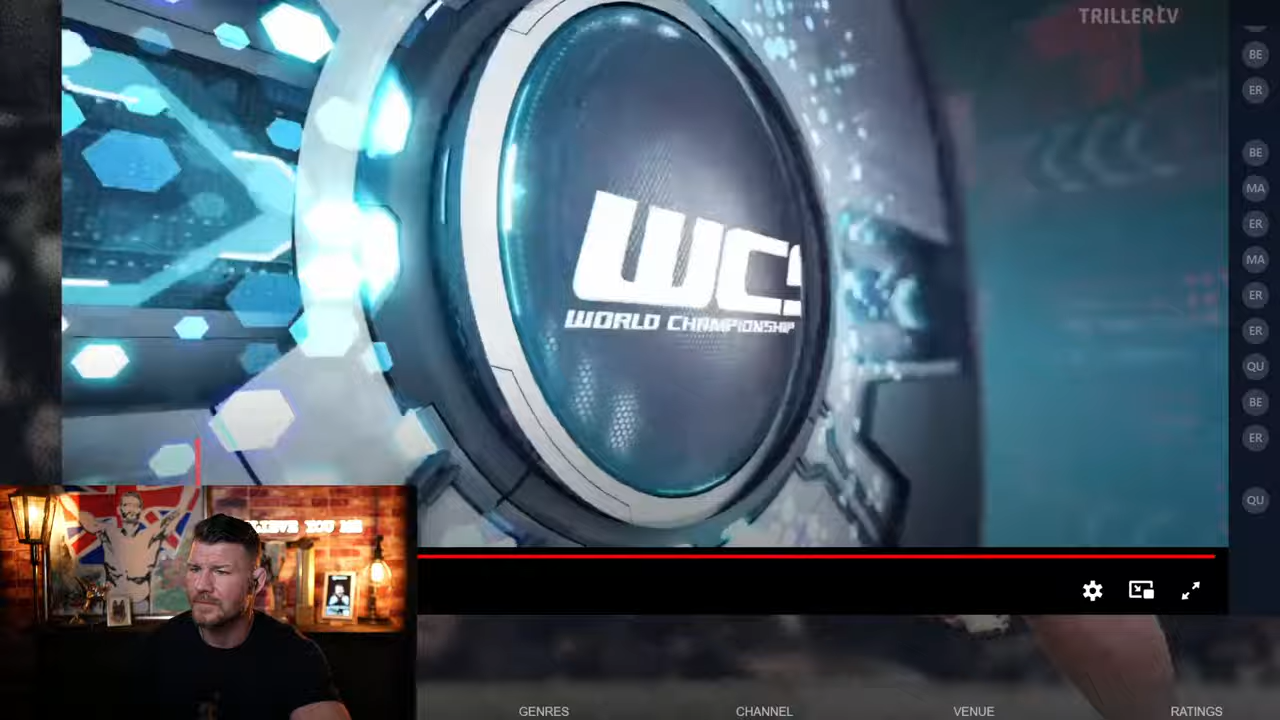 TRILLERTV
BE
ER
BE
MA
ER
MA
ER
ER
QU
BE
ER
QU
WCS
WORLD CHAMPIONSHIP
GENRES
CHANNEL
VENUE
RATINGS